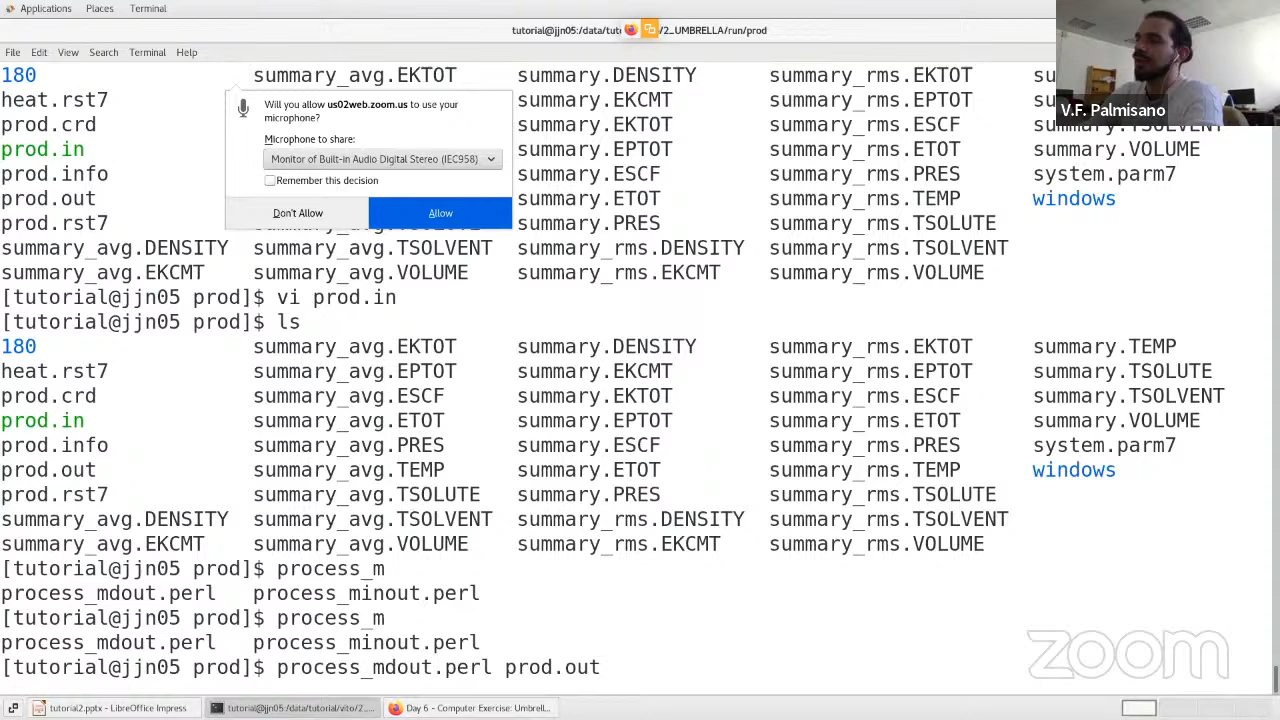 Applications Places Terminal
tutorial@jjn05:/data/tut V2_UMBRELLA/run/prod
File Edit View Search Terminal Help
V.F. Palmisano
Will you allow us02web.zoom.us to use your
microphone?
Microphone to share:
Monitor of Built-in Audio Digital Stereo (IEC958)
Remember this decision
Don't Allow Allow
180 summary_avg.EKTOT summary.DENSITY summary_rms.EKTOT
heat.rst7 summary.EKCMT summary_rms.EPTOT
prod.crd summary.EKTOT summary_rms.ESCF
prod.in summary.EPTOT summary_rms.ETOT summary.VOLUME
prod.info summary.ESCF summary_rms.PRES system.parm7
prod.out summary.ETOT summary_rms.TEMP windows
prod.rst7 summary.PRES summary_rms.TSOLUTE
summary_avg.DENSITY summary_avg.TSOLVENT summary_rms.DENSITY summary_rms.TSOLVENT
summary_avg.EKCMT summary_avg.VOLUME summary_rms.EKCMT summary_rms.VOLUME
[tutorial@jjn05 prod]$ vi prod.in
[tutorial@jjn05 prod]$ ls
180 summary_avg.EKTOT summary.DENSITY summary_rms.EKTOT summary.TEMP
heat.rst7 summary_avg.EPTOT summary.EKCMT summary_rms.EPTOT summary.TSOLUTE
prod.crd summary_avg.ESCF summary.EKTOT summary_rms.ESCF summary.TSOLVENT
prod.in summary_avg.ETOT summary.EPTOT summary_rms.ETOT summary.VOLUME
prod.info summary_avg.PRES summary.ESCF summary_rms.PRES system.parm7
prod.out summary_avg.TEMP summary.ETOT summary_rms.TEMP windows
prod.rst7 summary_avg.TSOLUTE summary.PRES summary_rms.TSOLUTE
summary_avg.DENSITY summary_avg.TSOLVENT summary_rms.DENSITY summary_rms.TSOLVENT
summary_avg.EKCMT summary_avg.VOLUME summary_rms.EKCMT summary_rms.VOLUME
[tutorial@jjn05 prod]$ process_m
process_mdout.perl process_minout.perl
[tutorial@jjn05 prod]$ process_m
process_mdout.perl process_minout.perl
[tutorial@jjn05 prod]$ process_mdout.perl prod.out
zoom
tutorial2.pptx - LibreOffice Impress tutorial@jjn05:/data/tutorial/vito/2... Day 6 - Computer Exercise: Umbrell...